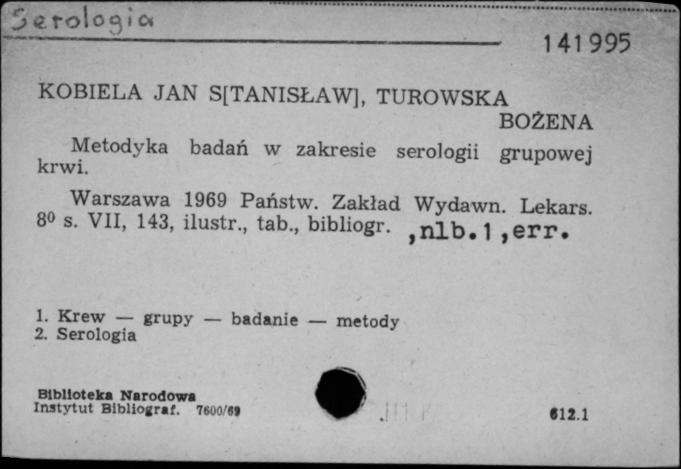 Serologia
141995
KOBIELA JAN S[TANISŁAW], TUROWSKA
BOŻENA
Metodyka badań w zakresie serologii grupowej
krwi.
Warszawa 1969 Państw. Zakład Wydawn. Lekars.
8⁰ s. VII, 143, ilustr., tab., bibliogr. ,nlb.1,err.
1. Krew — grupy — badanie — metody
2. Serologia
Biblioteka Narodowa
Instytut Bibliograf. 7600/69
612.1